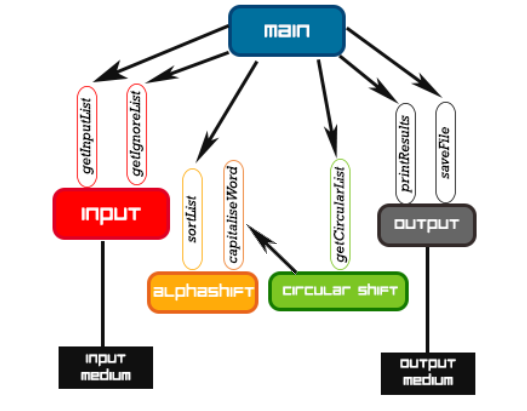 MAIN
getInputList
getIgnoreList
printResults
saveFile
sortList
capitaliseWord
getCircularList
INPUT
OUTPUT
ALPHASHIFT
CIRCULAR SHIFT
INPUT
MEDIUM
OUTPUT
MEDIUM